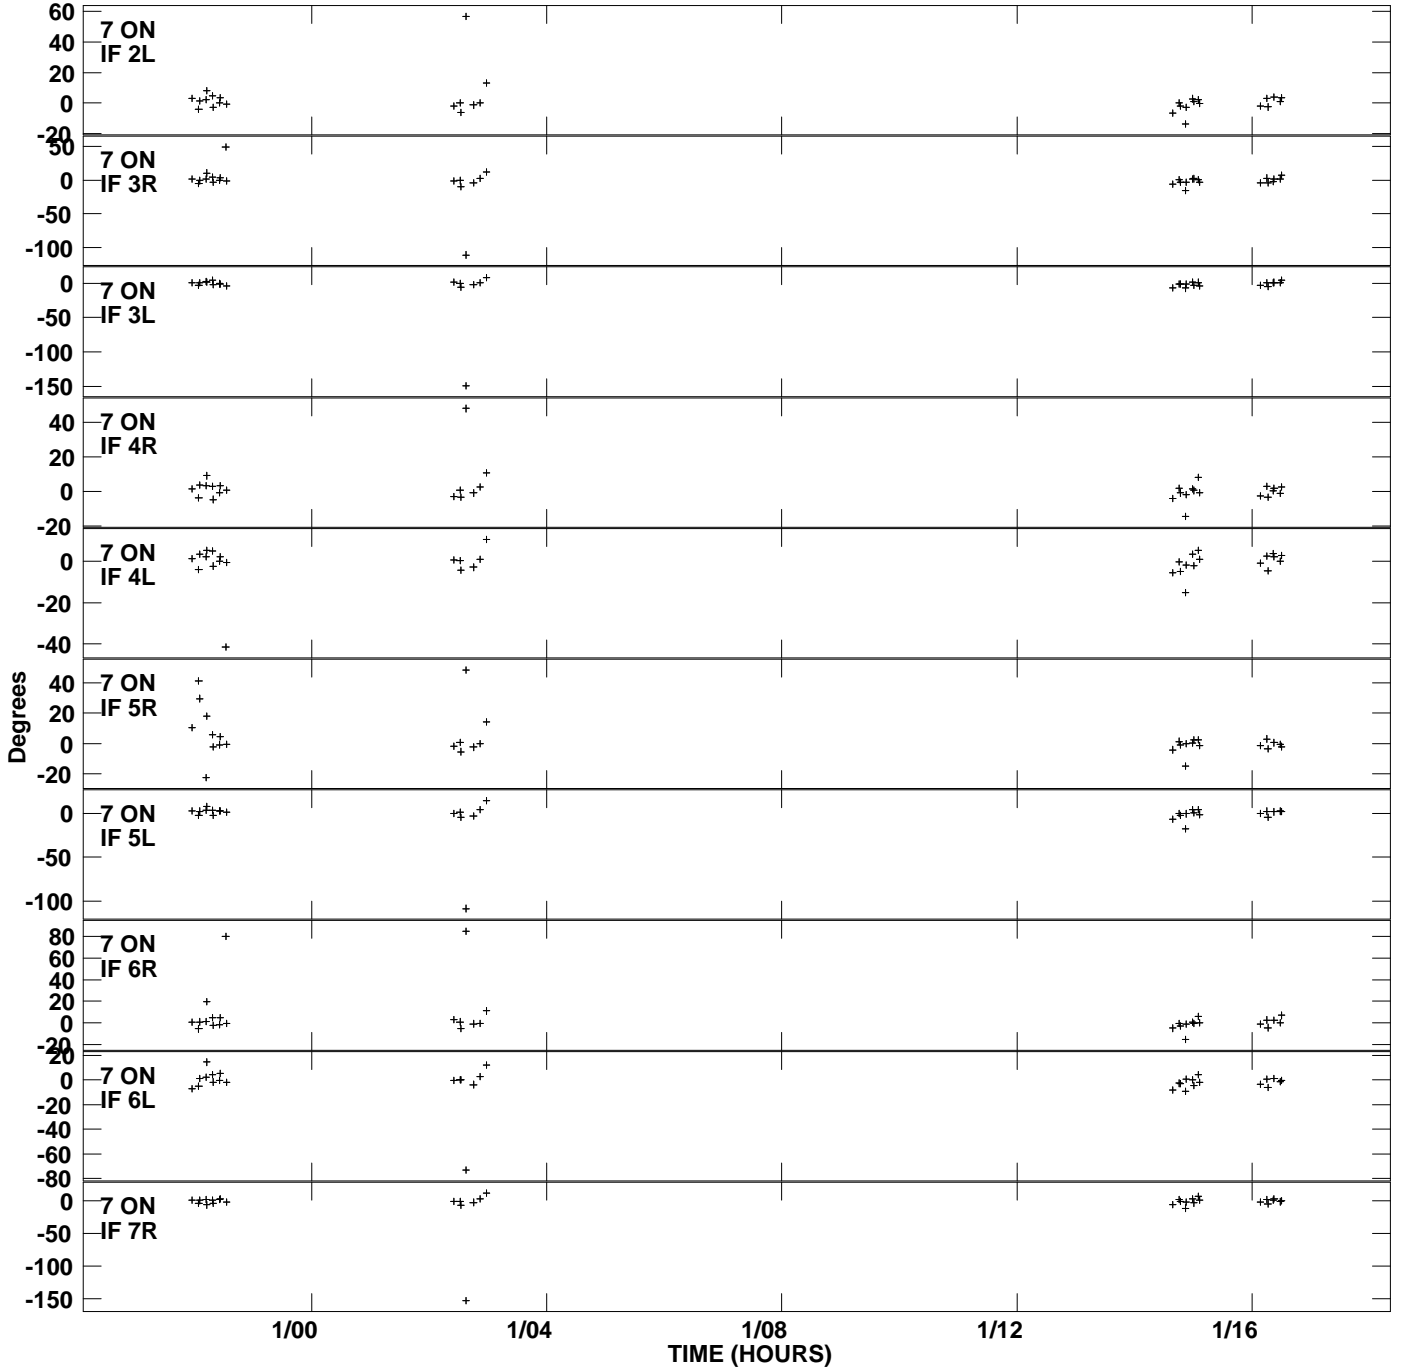 60
40
20
0
-20
7 ON
IF 2L
50
0
-50
-100
7 ON
IF 3R
0
-50
-100
-150
7 ON
IF 3L
40
20
0
-20
7 ON
IF 4R
0
-20
-40
7 ON
IF 4L
Degrees
40
20
0
-20
7 ON
IF 5R
0
-50
-100
7 ON
IF 5L
80
60
40
20
0
-20
7 ON
IF 6R
20
0
-20
-40
-60
-80
7 ON
IF 6L
0
-50
-100
-150
7 ON
IF 7R
1/00 1/04 1/08 1/12 1/16
TIME (HOURS)